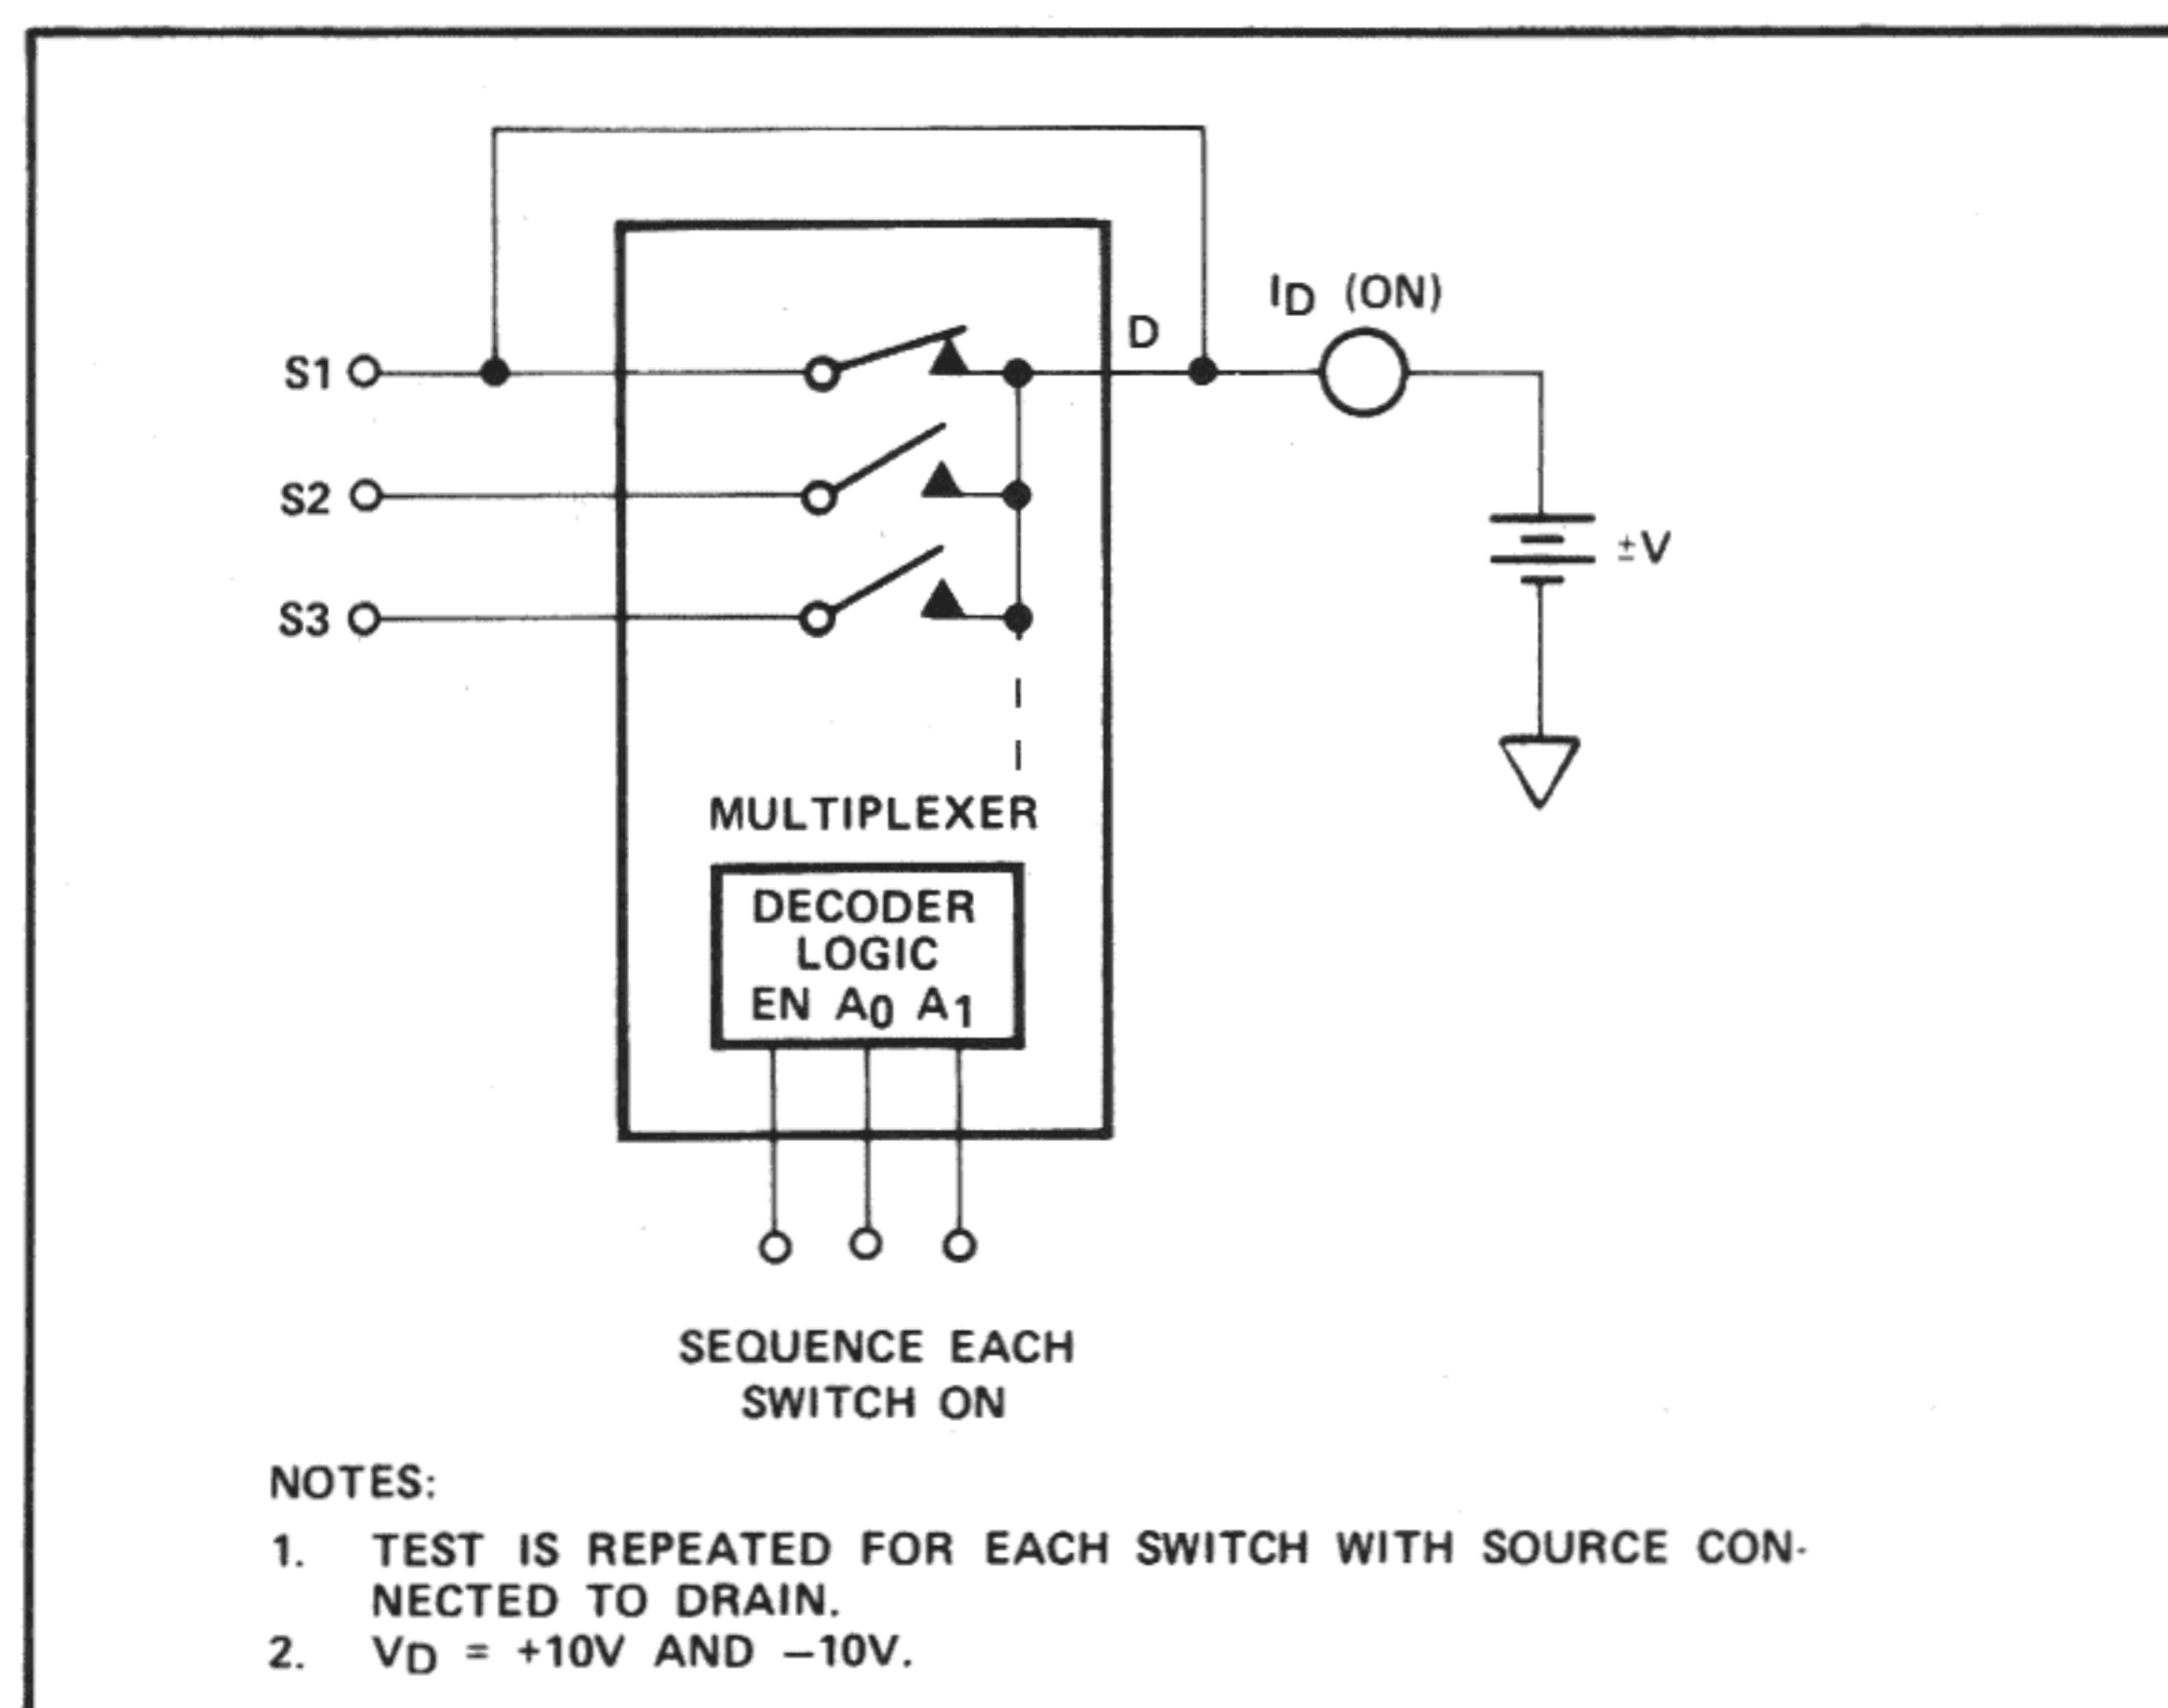 I_D (ON)
D
S1
S2
S3
±V
MULTIPLEXER
DECODER
LOGIC
EN A0 A1
SEQUENCE EACH
SWITCH ON
NOTES:
1. TEST IS REPEATED FOR EACH SWITCH WITH SOURCE CON-
NECTED TO DRAIN.
2. VD = +10V AND −10V.